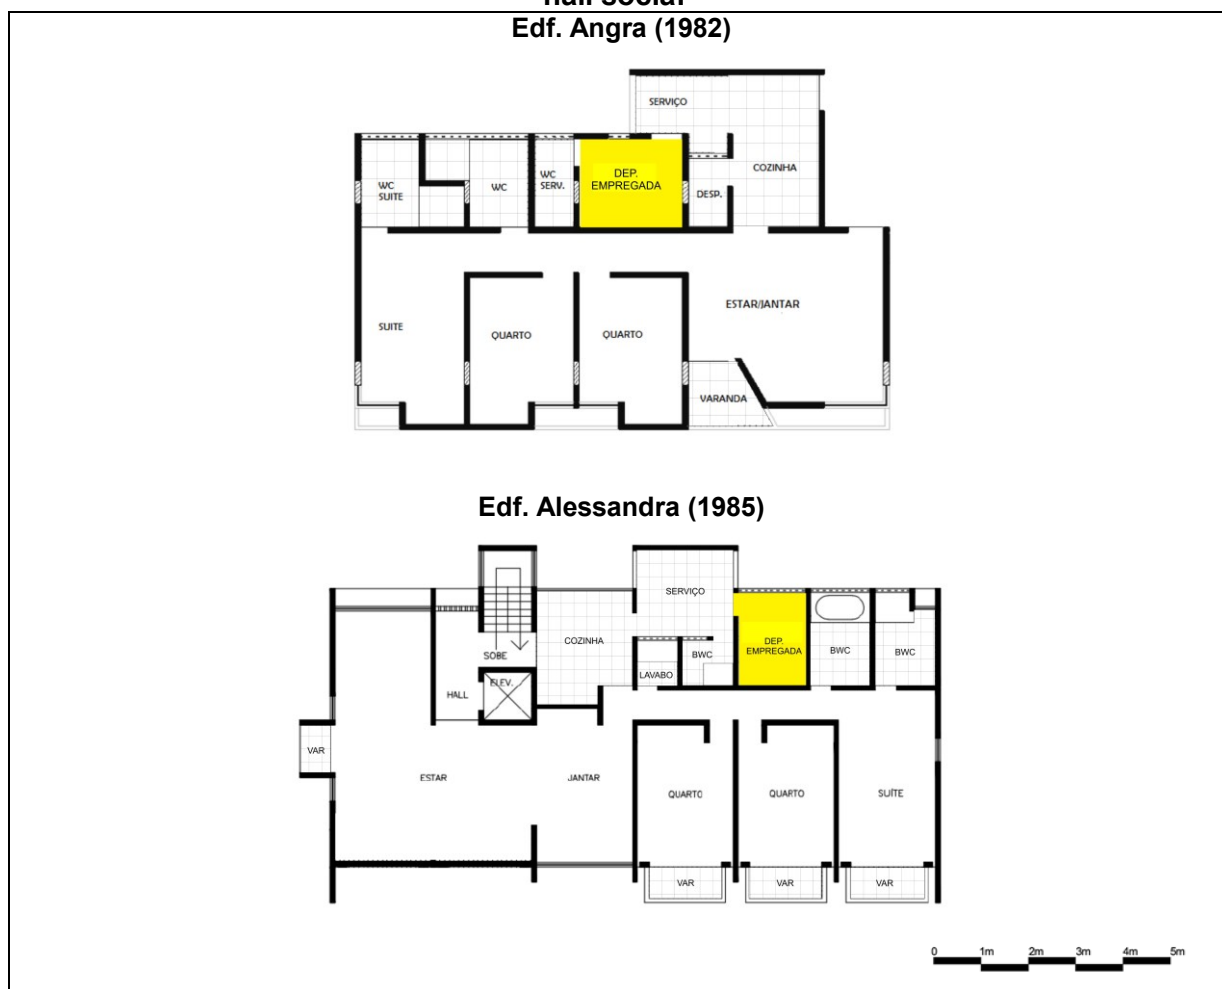 hall social
Edf. Angra (1982)
SERVIÇO
COZINHA
WC
SUITE
WC
WC
SERV.
DEP.
EMPREGADA
DESP.
SUITE
QUARTO
QUARTO
ESTAR/JANTAR
VARANDA
Edf. Alessandra (1985)
SERVIÇO
COZINHA
SOBE
ELEV.
HALL
LAVABO
BWC
DEP.
EMPREGADA
BWC
BWC
VAR
ESTAR
JANTAR
QUARTO
QUARTO
SUÍTE
VAR
VAR
VAR
0 1m 2m 3m 4m 5m